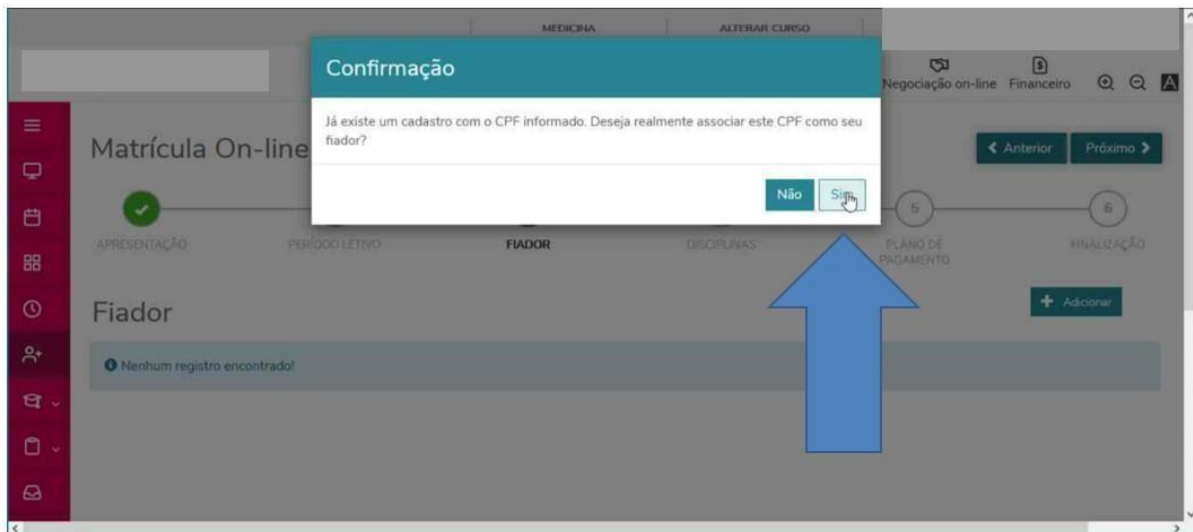 MEDICINA
ALTERAR CURSO
Negociação on-line
Financeiro
A
Confirmação
Já existe um cadastro com o CPF informado. Deseja realmente associar este CPF como seu
fiador?
Não
Sim
Matrícula On-line
Anterior
Próximo
5
6
APRESENTAÇÃO
PERÍODO LETIVO
FIADOR
DISCIPLINAS
PLANO DE
PAGAMENTO
FINALIZAÇÃO
Fiador
Adicionar
Nenhum registro encontrado!